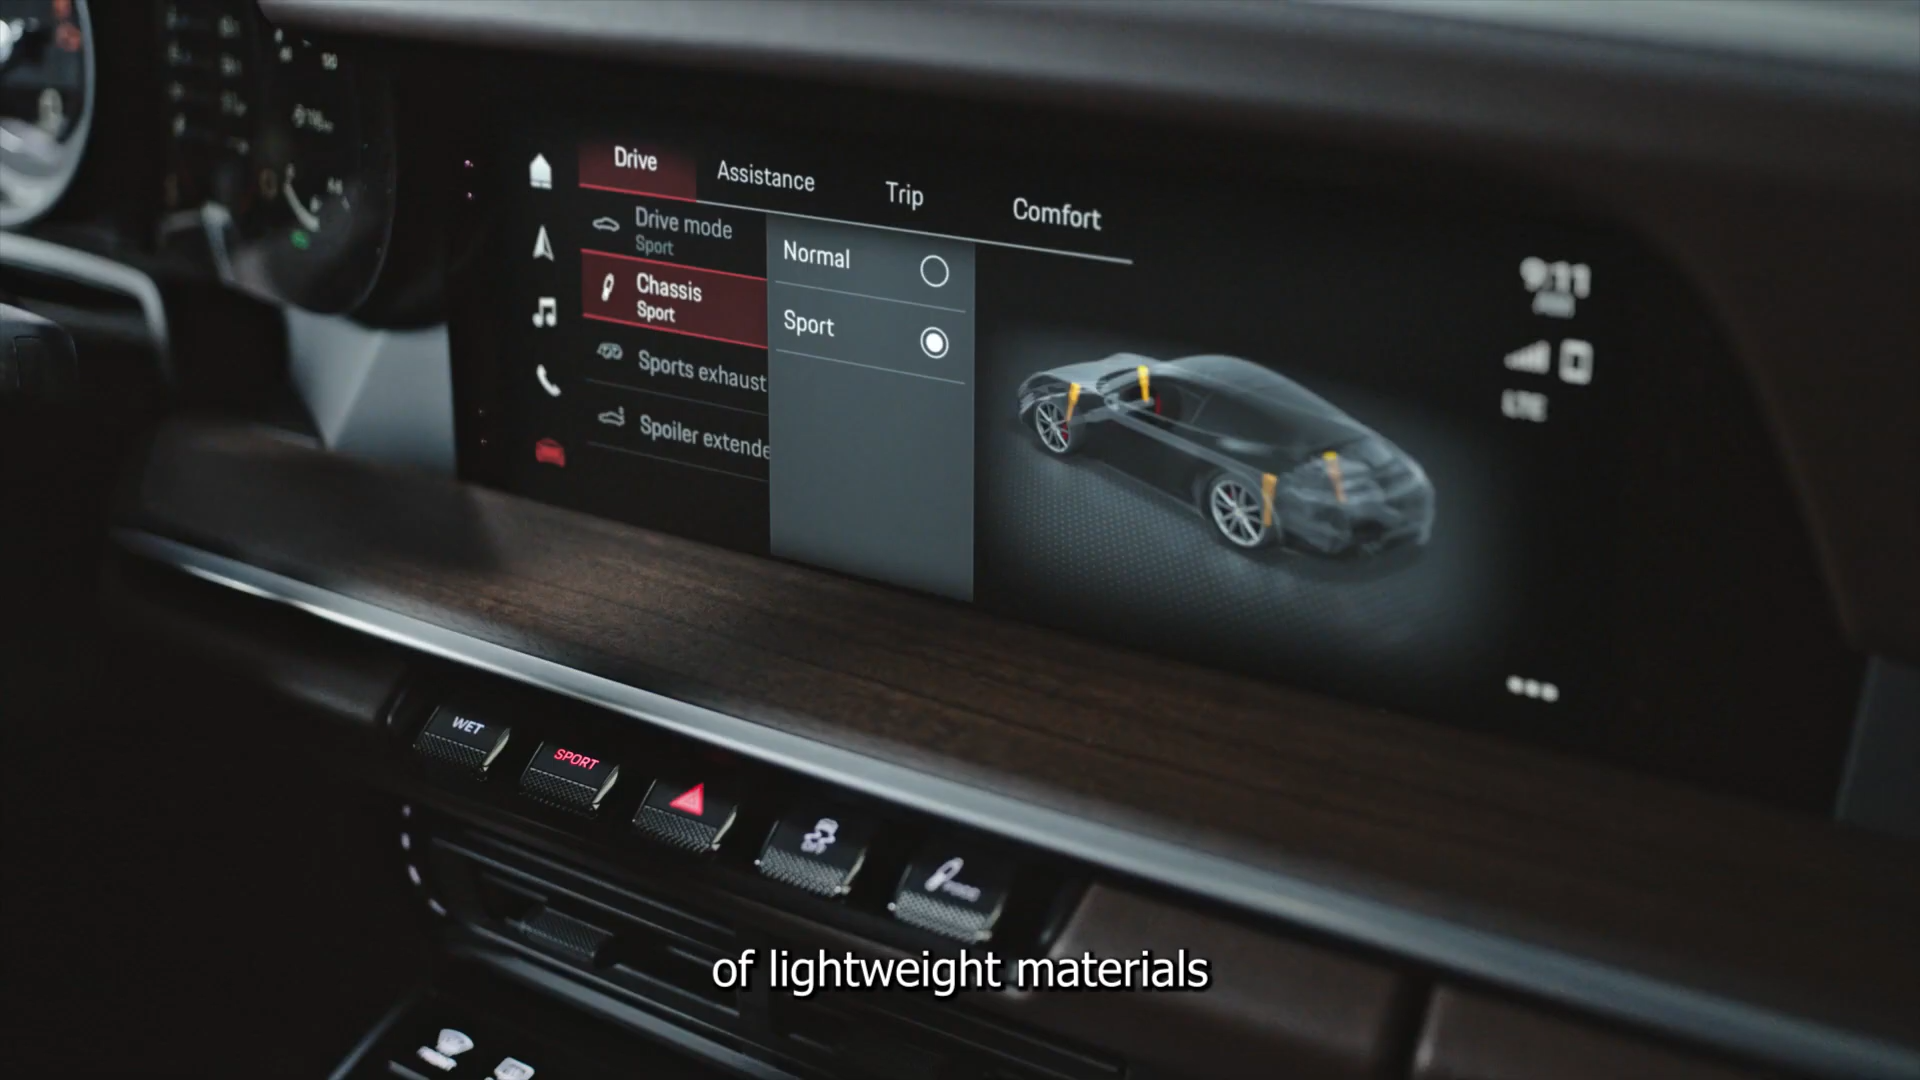 Drive
Assistance
Trip
Comfort
Drive mode
Sport
Chassis
Sport
Sports exhaust
Spoiler extende
Normal
Sport
9:11
LTE
WET
SPORT
OFF
of lightweight materials